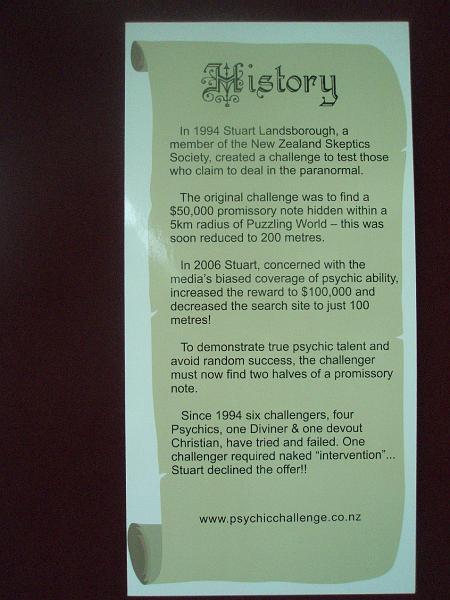 History
In 1994 Stuart Landsborough, a
member of the New Zealand Skeptics
Society, created a challenge to test those
who claim to deal in the paranormal.
The original challenge was to find a
$50,000 promissory note hidden within a
5km radius of Puzzling World – this was
soon reduced to 200 metres.
In 2006 Stuart, concerned with the
media's biased coverage of psychic ability,
increased the reward to $100,000 and
decreased the search site to just 100
metres!
To demonstrate true psychic talent and
avoid random success, the challenger
must now find two halves of a promissory
note.
Since 1994 six challengers, four
Psychics, one Diviner & one devout
Christian, have tried and failed. One
challenger required naked “intervention”...
Stuart declined the offer!!
www.psychicchallenge.co.nz